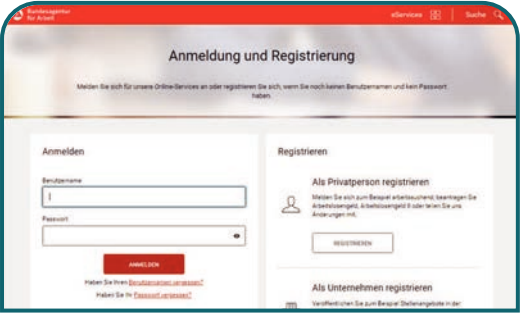 Bundesagentur
für Arbeit
eServices
Suche
Anmeldung und Registrierung
Melden Sie sich für unsere Online-Services an oder registrieren Sie sich, wenn Sie noch keinen Benutzernamen und kein Passwort
haben.
Anmelden
Benutzername
Passwort
ANMELDEN
Haben Sie Ihren Benutzernamen vergessen?
Haben Sie Ihr Passwort vergessen?
Registrieren
Als Privatperson registrieren
Melden Sie sich zum Beispiel arbeitsuchend, beantragen Sie
Arbeitslosengeld, Arbeitslosengeld II oder teilen Sie uns
Änderungen mit.
REGISTRIEREN
Als Unternehmen registrieren
Veröffentlichen Sie zum Beispiel Stellenangebote in der